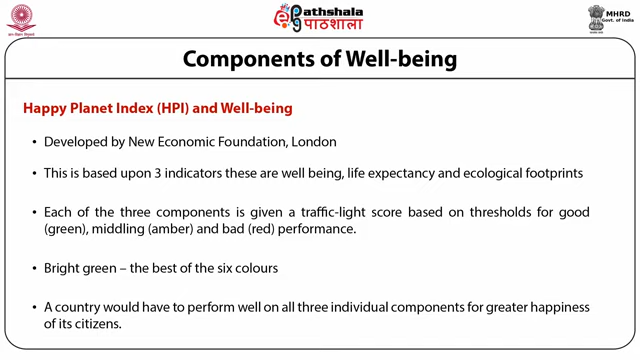 ePathshala
पाठशाला
MHRD
Govt. of India
Components of Well-being
Happy Planet Index (HPI) and Well-being
• Developed by New Economic Foundation, London
• This is based upon 3 indicators these are well being, life expectancy and ecological footprints
• Each of the three components is given a traffic-light score based on thresholds for good
(green), middling (amber) and bad (red) performance.
• Bright green – the best of the six colours
• A country would have to perform well on all three individual components for greater happiness
of its citizens.